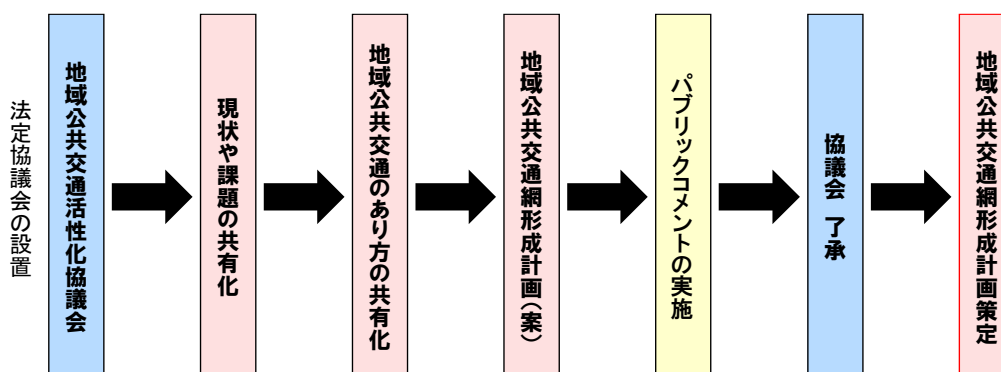 法定協議会の設置
地域公共交通活性化協議会
現状や課題の共有化
地域公共交通のあり方の共有化
地域公共交通網形成計画（案）
パブリックコメントの実施
協議会 了承
地域公共交通網形成計画策定